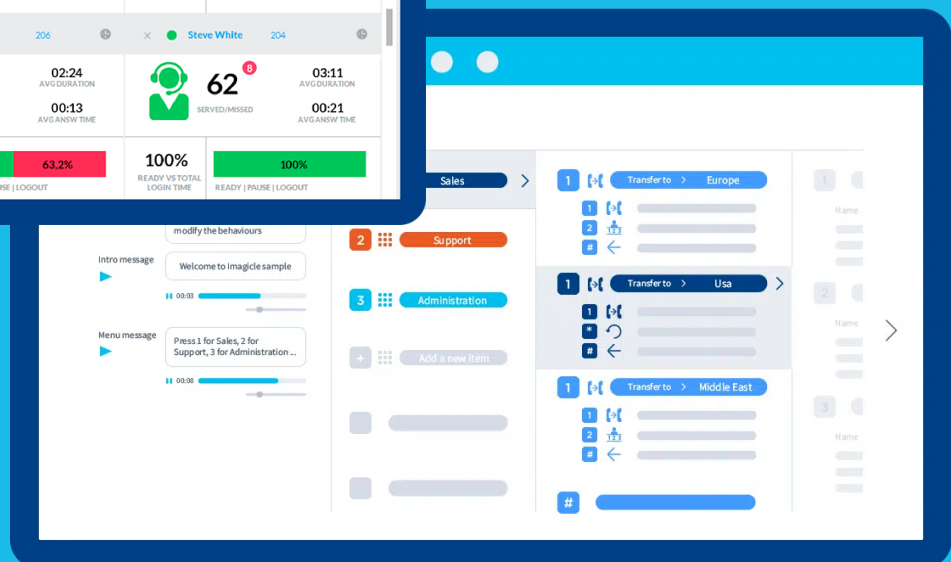 206
Steve White 204
02:24
AVG DURATION
00:13
AVG ANSW TIME
62
8
SERVED/MISSED
03:11
AVG DURATION
00:21
AVG ANSW TIME
63,2%
SE | LOGOUT
100%
READY VS TOTAL
LOGIN TIME
100%
READY | PAUSE | LOGOUT
modify the behaviours
Intro message
Welcome to Imagicle sample
00:03
Menu message
Press 1 for Sales, 2 for
Support, 3 for Administration ...
00:08
Sales
2 Support
3 Administration
+ Add a new item
1 Transfer to > Europe
1
2 123
#
1 Transfer to > Usa
1
*
#
1 Transfer to > Middle East
1
2 123
#
#
1
Name
2
Name
3
Name